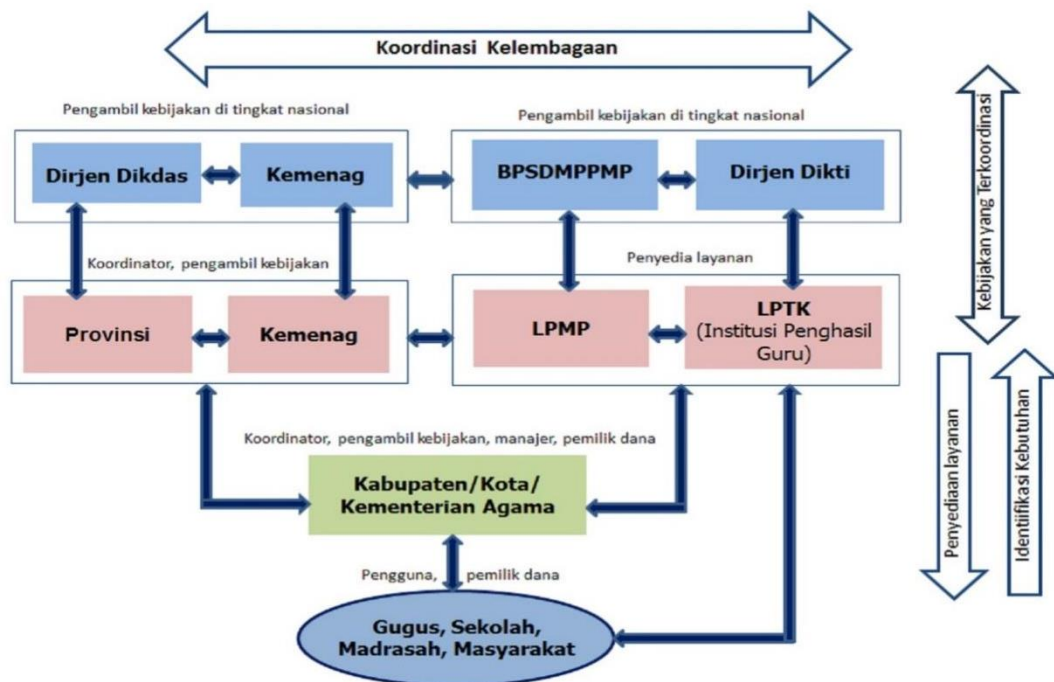 Koordinasi Kelembagaan
Pengambil kebijakan di tingkat nasional
Pengambil kebijakan di tingkat nasional
Dirjen Dikdas
Kemenag
BPSDMPPMP
Dirjen Dikti
Koordinator, pengambil kebijakan
Penyedia layanan
Provinsi
Kemenag
LPMP
LPTK
(Institusi Penghasil
Guru)
Koordinator, pengambil kebijakan, manajer, pemilik dana
Kabupaten/Kota/
Kementerian Agama
Pengguna, pemilik dana
Gugus, Sekolah,
Madrasah, Masyarakat
Kebijakan yang Terkoordinasi
Penyediaan layanan
Identifikasi Kebutuhan